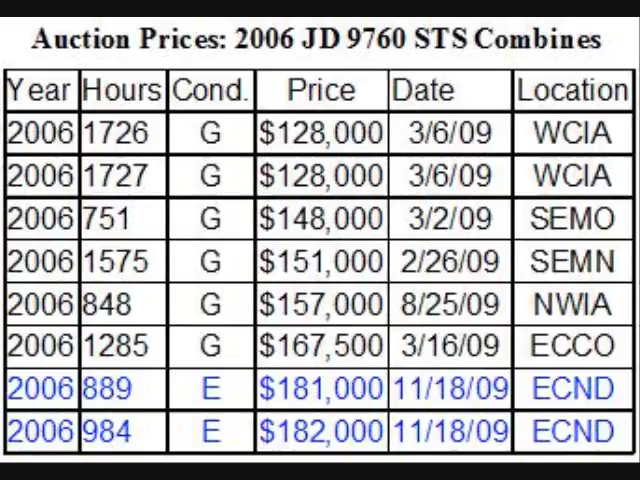 Auction Prices: 2006 JD 9760 STS Combines
Year Hours Cond. Price Date Location
2006 1726 G $128,000 3/6/09 WCIA
2006 1727 G $128,000 3/6/09 WCIA
2006 751 G $148,000 3/2/09 SEMO
2006 1575 G $151,000 2/26/09 SEMN
2006 848 G $157,000 8/25/09 NWIA
2006 1285 G $167,500 3/16/09 ECCO
2006 889 E $181,000 11/18/09 ECND
2006 984 E $182,000 11/18/09 ECND